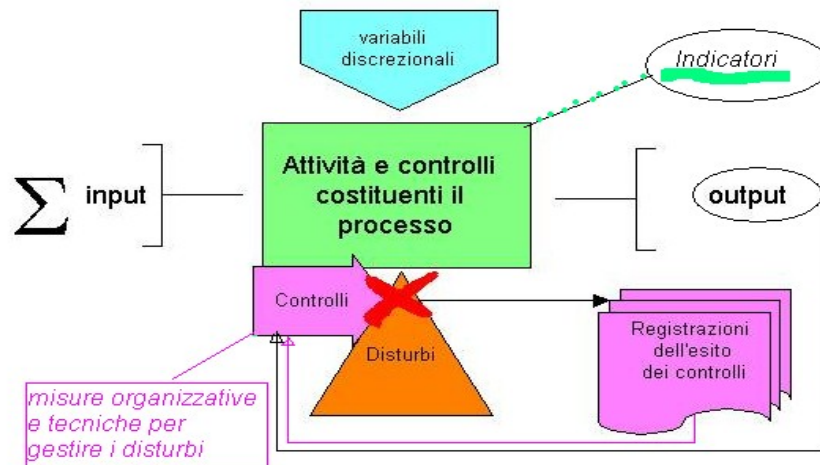 variabili
discrezionali
Indicatori
Attività e controlli
costituenti il
processo
∑ input
output
Controlli
Disturbi
Registrazioni
dell'esito
dei controlli
misure organizzative
e tecniche per
gestire i disturbi